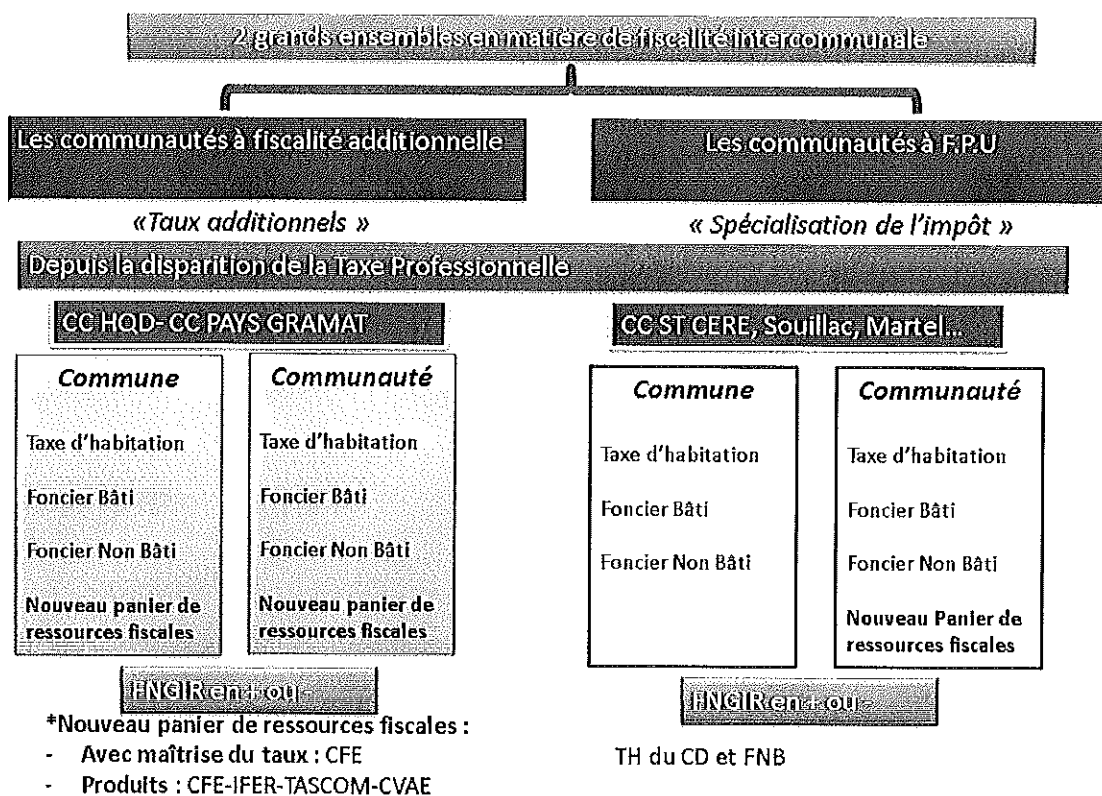 2 grands ensembles en matière de fiscalité intercommunale
Les communautés à fiscalité additionnelle
Les communautés à F.P.U
«Taux additionnels »
« Spécialisation de l'impôt »
Depuis la disparition de la Taxe Professionnelle
CC HQD- CC PAYS GRAMAT
CC ST CERE, Souillac, Martel...
Commune
Taxe d'habitation
Foncier Bâti
Foncier Non Bâti
Nouveau panier de
ressources fiscales
Communauté
Taxe d'habitation
Foncier Bâti
Foncier Non Bâti
Nouveau panier de
ressources fiscales
Commune
Taxe d'habitation
Foncier Bâti
Foncier Non Bâti
Communauté
Taxe d'habitation
Foncier Bâti
Foncier Non Bâti
Nouveau Panier de
ressources fiscales
FNGIR en + ou -
FNGIR en + ou -
*Nouveau panier de ressources fiscales :
- Avec maîtrise du taux : CFE
- Produits : CFE-IFER-TASCOM-CVAE
TH du CD et FNB